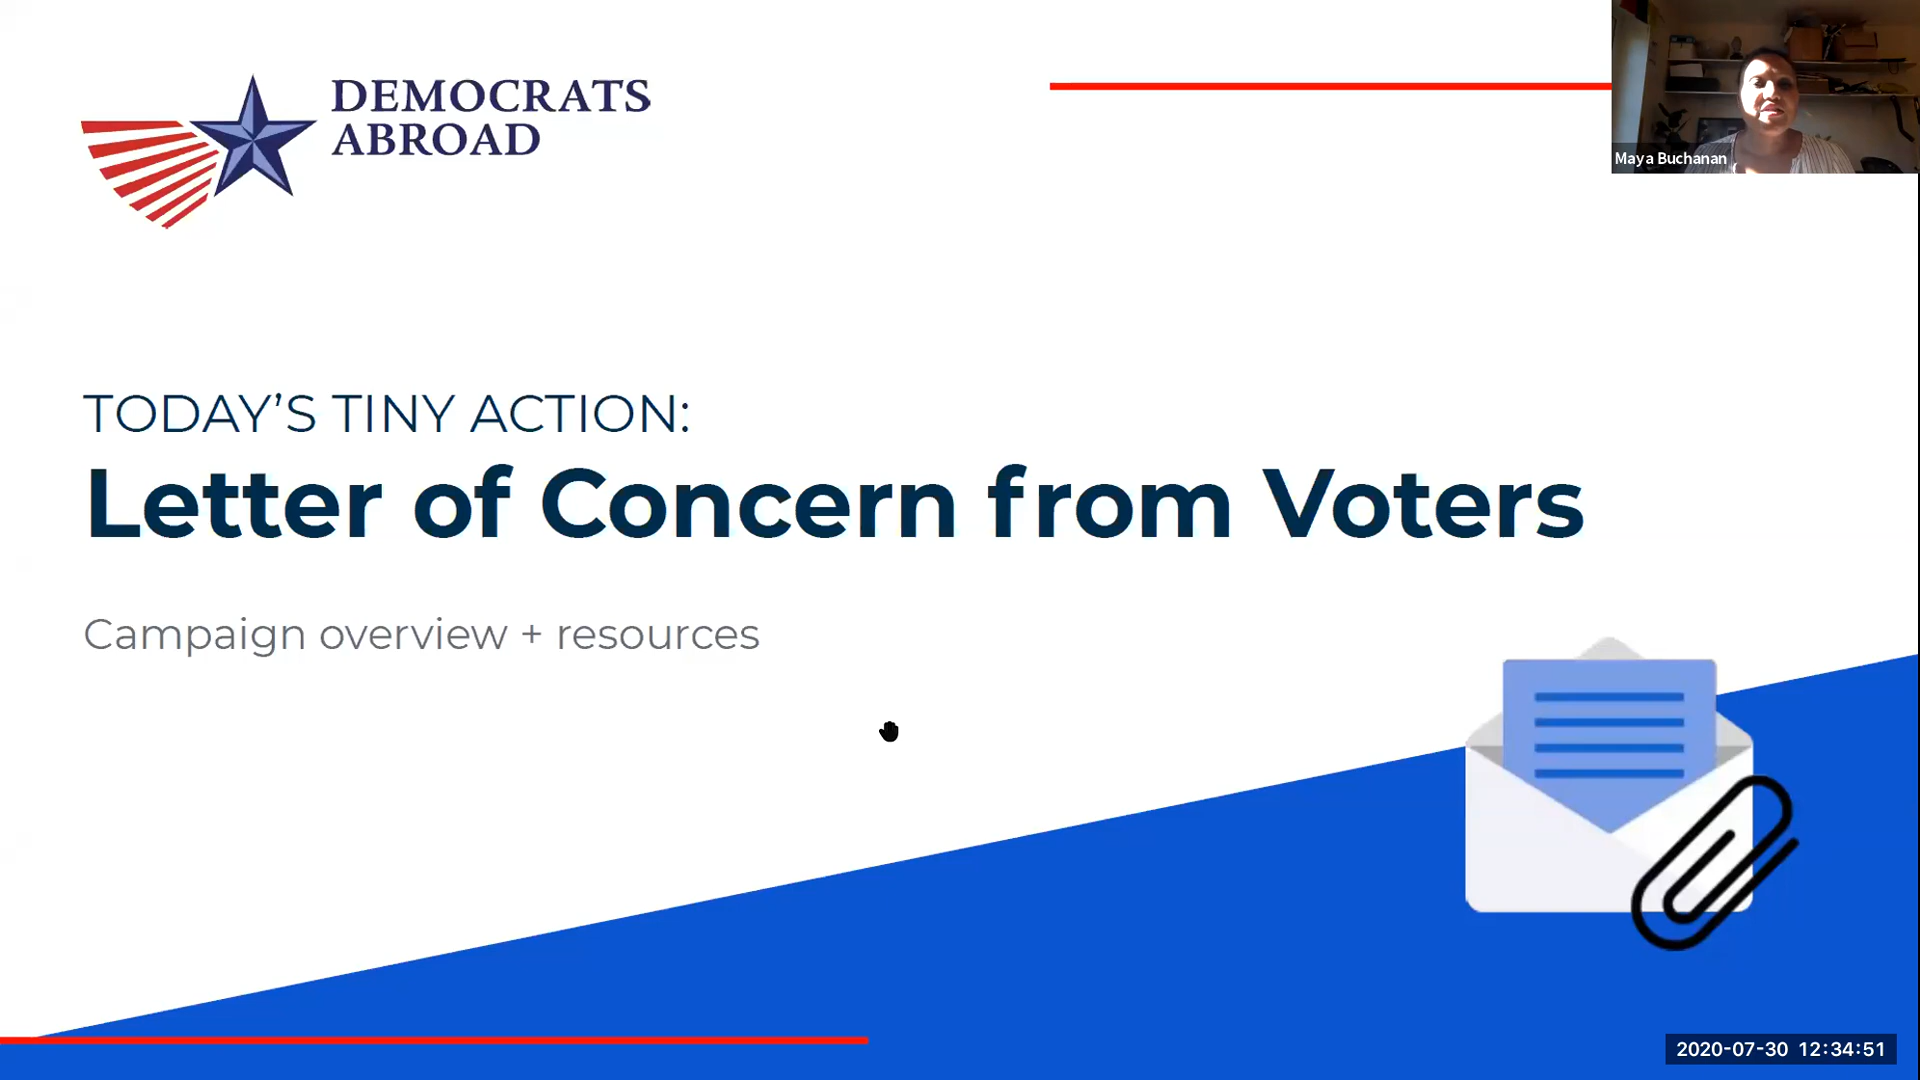 DEMOCRATS
ABROAD
Maya Buchanan
TODAY’S TINY ACTION:
Letter of Concern from Voters
Campaign overview + resources
2020-07-30 12:34:51